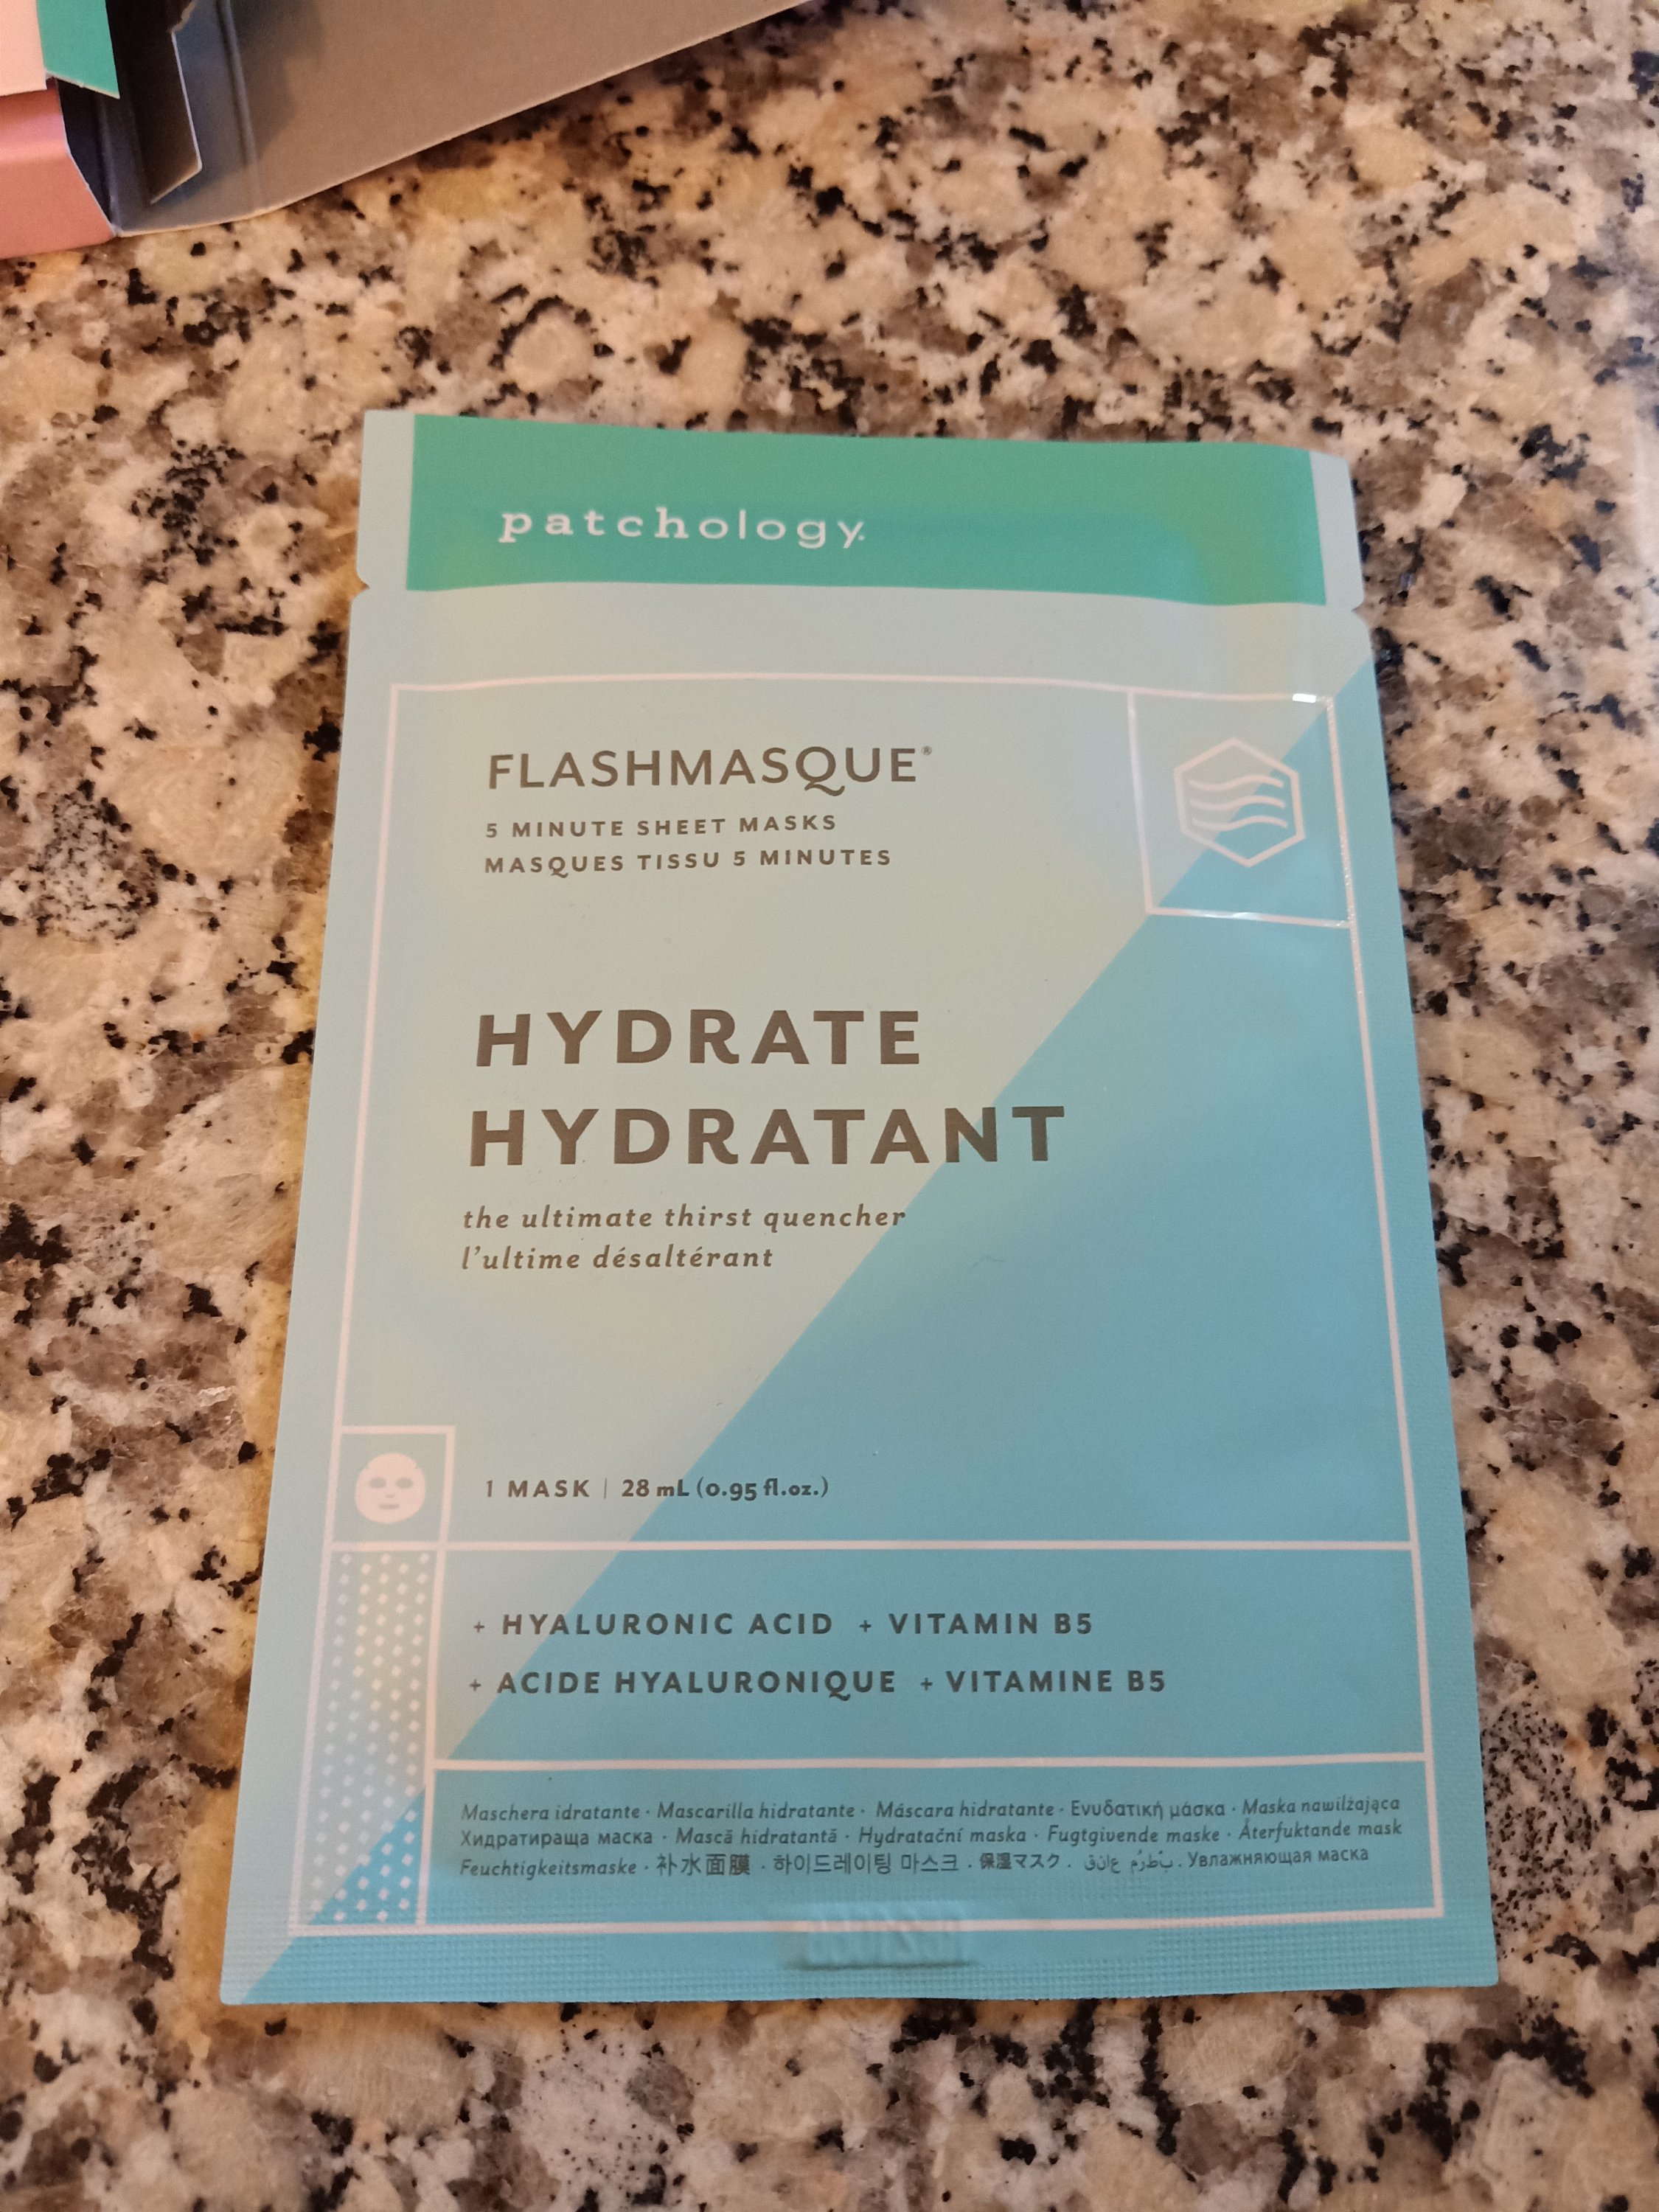 patchology.
FLASHMASQUE®
5 MINUTE SHEET MASKS
MASQUES TISSU 5 MINUTES
HYDRATE
HYDRATANT
the ultimate thirst quencher
l'ultime désaltérant
1 MASK | 28 mL (0.95 fl.oz.)
+ HYALURONIC ACID + VITAMIN B5
+ ACIDE HYALURONIQUE + VITAMINE B5
Maschera idratante · Mascarilla hidratante · Máscara hidratante · Ενυδατική μάσκα · Maska nawilżająca
Хидратираща маска · Mască hidratantă · Hydratační maska · Fugtgivende maske · Återfuktande mask
Feuchtigkeitsmaske · 补水面膜 · 하이드레이팅 마스크 · 保湿マスク · Увлажняющая маска